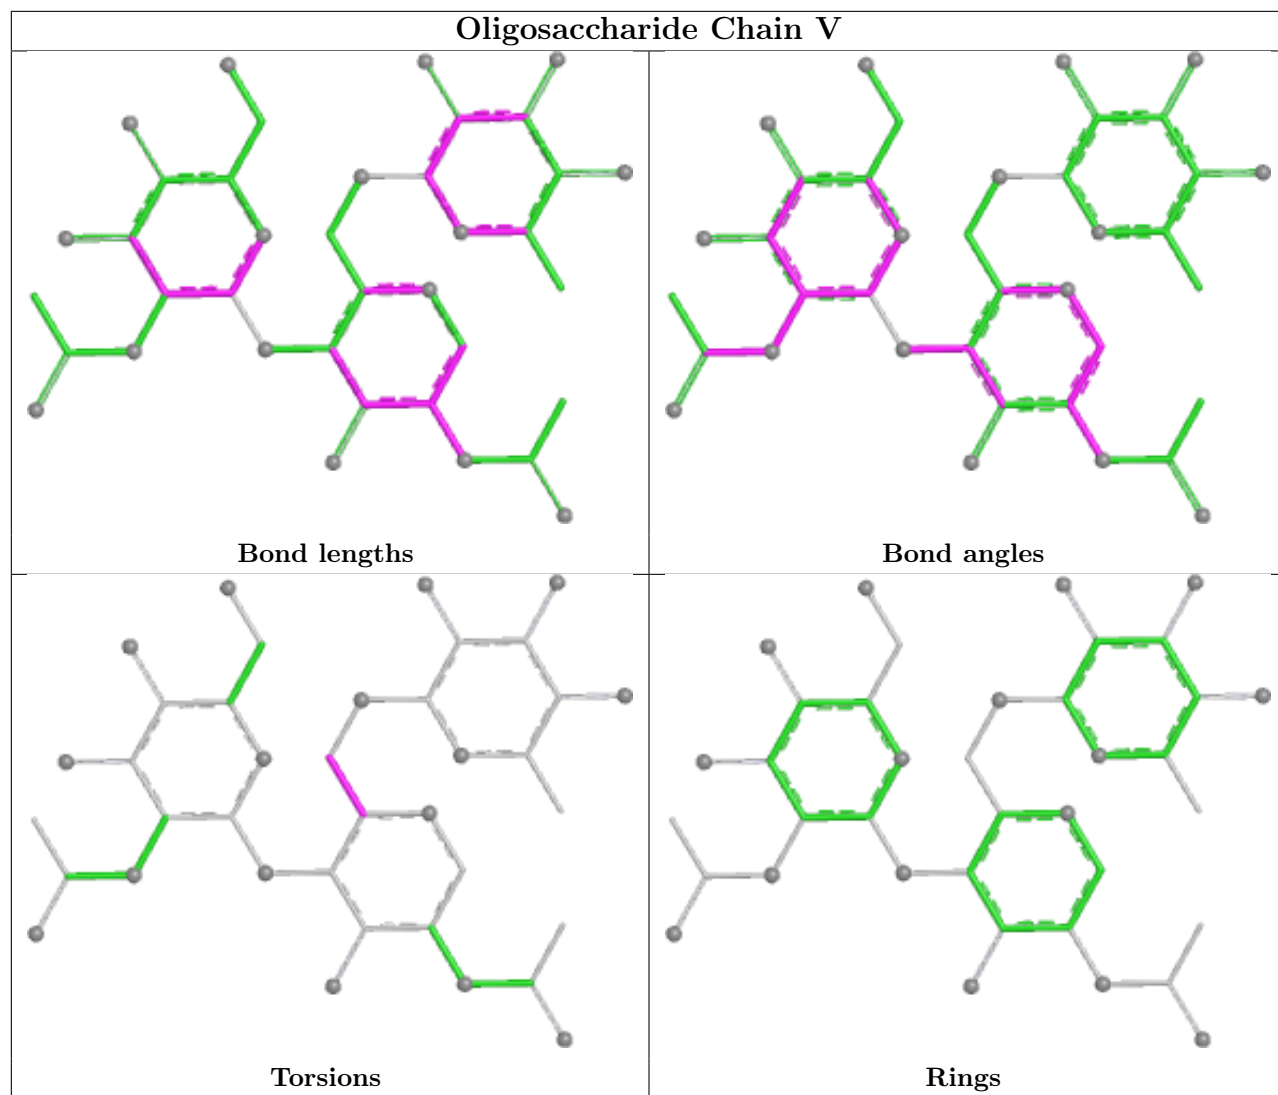 Oligosaccharide Chain V
Bond lengths
Bond angles
Torsions
Rings